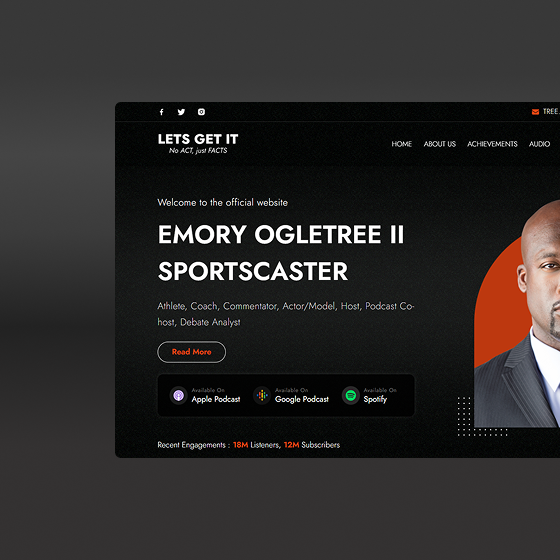 TREE
LETS GET IT
No ACT, just FACTS
HOME ABOUT US ACHIEVEMENTS AUDIO
Welcome to the official website
EMORY OGLETREE II
SPORTSCASTER
Athlete, Coach, Commentator, Actor/Model, Host, Podcast Co-
host, Debate Analyst
Read More
Available On Available On Available On
Apple Podcast Google Podcast Spotify
Recent Engagements : 18M Listeners, 12M Subscribers